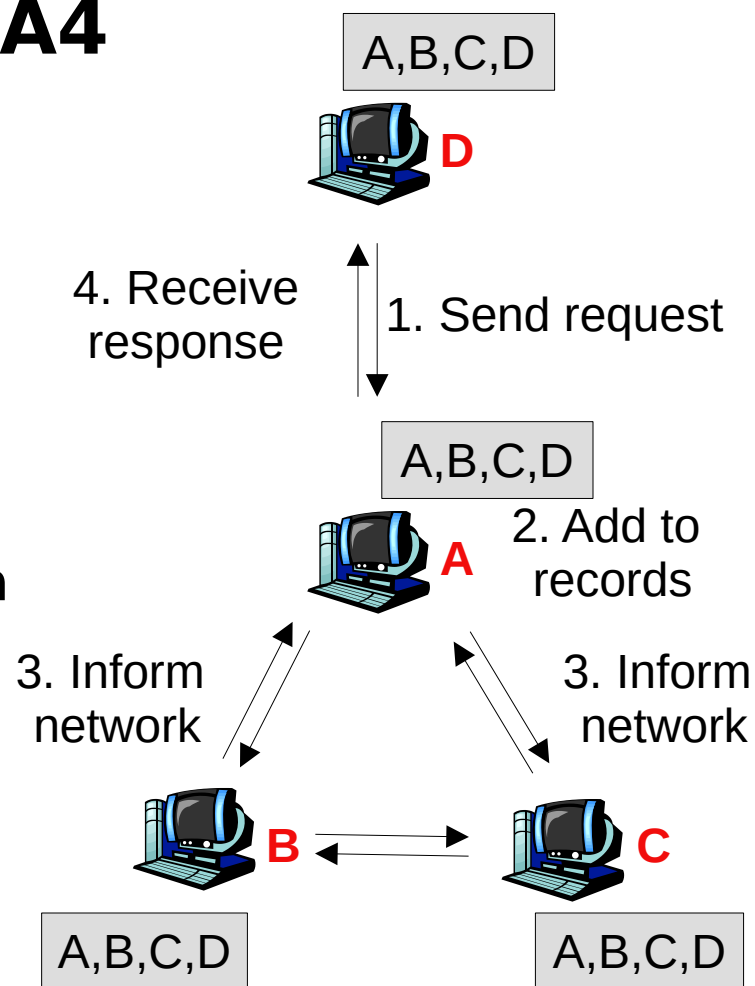 A4
A,B,C,D
D
4. Receive
response
1. Send request
A,B,C,D
A
2. Add to
records
3. Inform
network
3. Inform
network
B
C
A,B,C,D
A,B,C,D